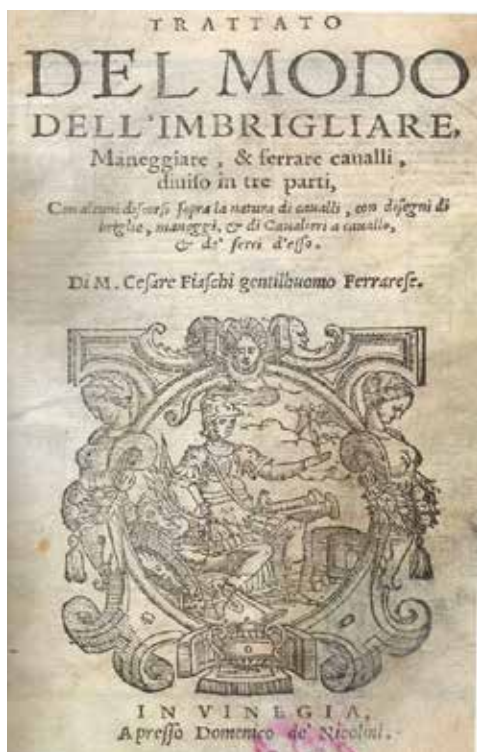 TRATTATO
DEL MODO
DELL'IMBRIGLIARE,
Maneggiare, & ferrare caualli,
diuiso in tre parti,
Con alcuni discorsi sopra la natura di caualli, con disegni di
briglie, maneggi, & di Caualieri a cauallo,
& de' ferri d'esso.
Di M. Cesare Fiaschi gentilhuomo Ferrarese.
IN VINEGIA,
Apresso Domenico de' Nicolini.